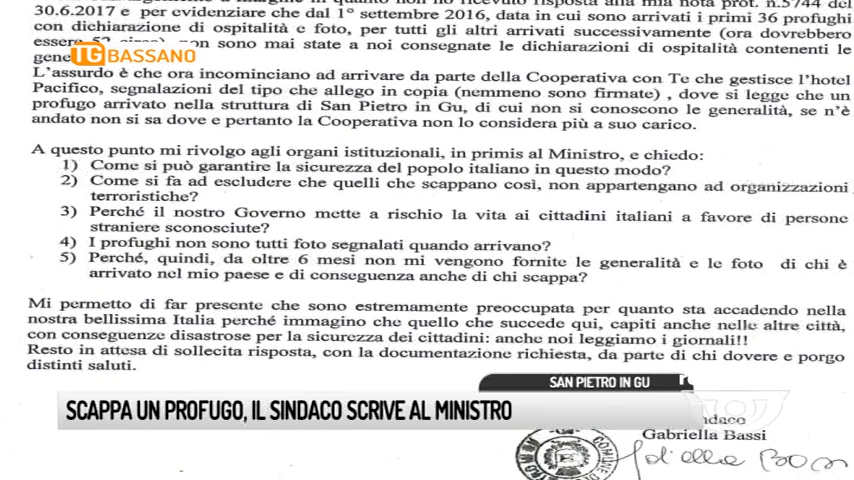 30.6.2017 e per evidenziare che dal 1° settembre 2016, data in cui sono arrivati i primi 36 profughi
con dichiarazione di ospitalità e foto, per tutti gli altri arrivati successivamente (ora dovrebbero
essere non sono mai state a noi consegnate le dichiarazioni di ospitalità contenenti le
gene
TG BASSANO
L'assurdo è che ora incominciano ad arrivare da parte della Cooperativa con Te che gestisce l'hotel
Pacifico, segnalazioni del tipo che allego in copia (nemmeno sono firmate) , dove si legge che un
profugo arrivato nella struttura di San Pietro in Gu, di cui non si conoscono le generalità, se n'è
andato non si sa dove e pertanto la Cooperativa non lo considera più a suo carico.
A questo punto mi rivolgo agli organi istituzionali, in primis al Ministro, e chiedo:
1) Come si può garantire la sicurezza del popolo italiano in questo modo?
2) Come si fa ad escludere che quelli che scappano così, non appartengano ad organizzazioni
terroristiche?
3) Perché il nostro Governo mette a rischio la vita ai cittadini italiani a favore di persone
straniere sconosciute?
4) I profughi non sono tutti foto segnalati quando arrivano?
5) Perché, quindi, da oltre 6 mesi non mi vengono fornite le generalità e le foto di chi è
arrivato nel mio paese e di conseguenza anche di chi scappa?
Mi permetto di far presente che sono estremamente preoccupata per quanto sta accadendo nella
nostra bellissima Italia perché immagino che quello che succede qui, capiti anche nelle altre città,
con conseguenze disastrose per la sicurezza dei cittadini: anche noi leggiamo i giornali!!
Resto in attesa di sollecita risposta, con la documentazione richiesta, da parte di chi dovere e porgo
distinti saluti.
SAN PIETRO IN GU
SCAPPA UN PROFUGO, IL SINDACO SCRIVE AL MINISTRO
ndaco
Gabriella Bassi